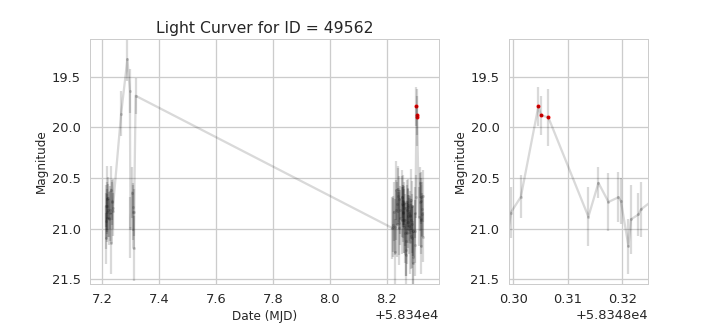 Light Curver for ID = 49562
Magnitude
19.5
20.0
20.5
21.0
21.5
7.2 7.4 7.6 7.8 8.0 8.2
Date (MJD)
+5.834e4
Magnitude
19.5
20.0
20.5
21.0
21.5
0.30 0.31 0.32
+5.8348e4